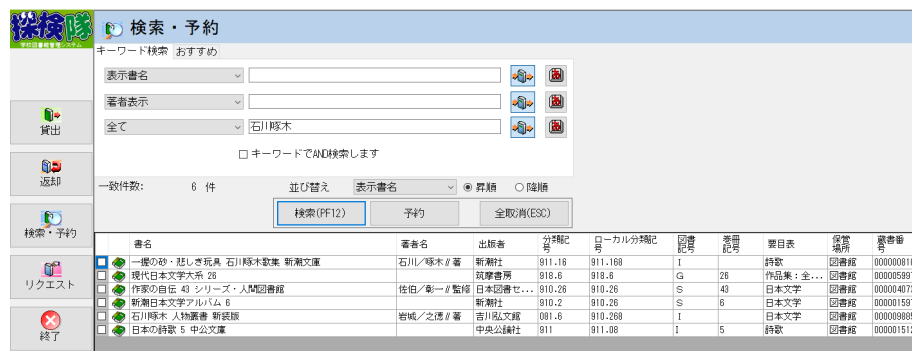 探検隊
学校図書館管理システム
検索・予約
キーワード検索 おすすめ
表示書名
著者表示
全て 石川啄木
キーワードでAND検索します
一致件数: 6 件 並び替え 表示書名 昇順 降順
検索(PF12) 予約 全取消(ESC)
貸出
返却
検索・予約
リクエスト
終了
書名 著者名 出版者 分類記号 ローカル分類記号 図書記号 巻冊記号 要目表 保管場所 蔵書番号
一握の砂・悲しき玩具 石川啄木歌集 新潮文庫 石川/啄木∥著 新潮社 911.16 911.168 I 詩歌 図書館 00000816
現代日本文学大系 26 筑摩書房 918.6 918.6 G 26 作品集:全... 図書館 0000599
作家の自伝 43 シリーズ・人間図書館 佐伯/彰一∥監修 日本図書セ... 910.26 910.26 S 43 日本文学 図書館 0000407
新潮日本文学アルバム 6 新潮社 910.2 910.26 S 6 日本文学 図書館 0000159
石川啄木 人物叢書 新装版 岩城/之徳∥著 吉川弘文館 081.6 910.268 I 日本文学 図書館 0000988
日本の詩歌 5 中公文庫 中央公論社 911 911.08 I 5 詩歌 図書館 0000151